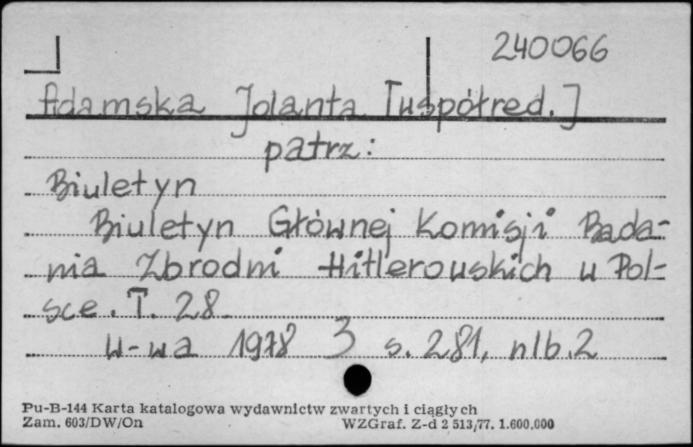 240066
Adamska Jolanta [współred.]
patrz:
Biuletyn
Biuletyn Głównej Komisji Bada=
nia Zbrodni Hitlerowskich w Pol=
sce. T. 28
W-wa 1978 3 s. 281, nlb.2
Pu-B-144 Karta katalogowa wydawnictw zwartych i ciągłych
Zam. 603/DW/On WZGraf. Z-d 2 513/77. 1.600.000